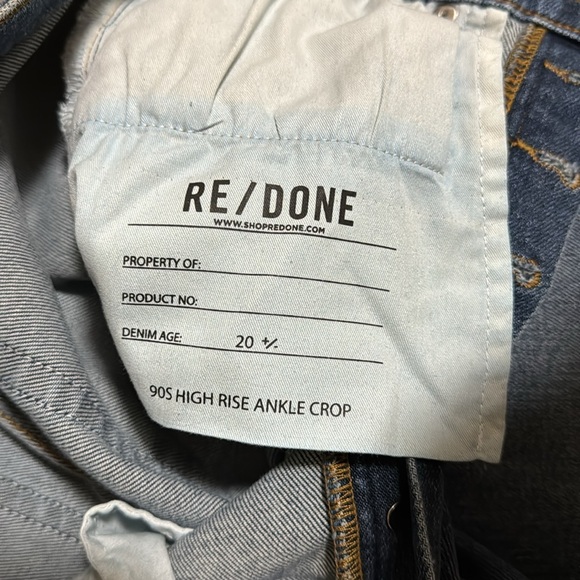 RE/DONE
WWW.SHOPREDONE.COM
PROPERTY OF:
PRODUCT NO:
DENIM AGE: 20 +/-
90S HIGH RISE ANKLE CROP